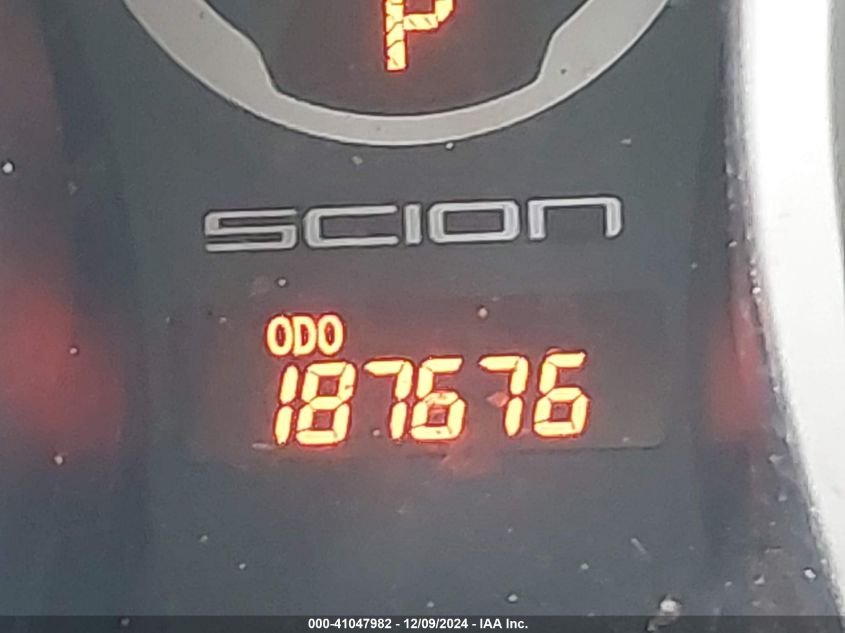 P
SCION
ODO
187676
000-41047982 - 12/09/2024 - IAA Inc.